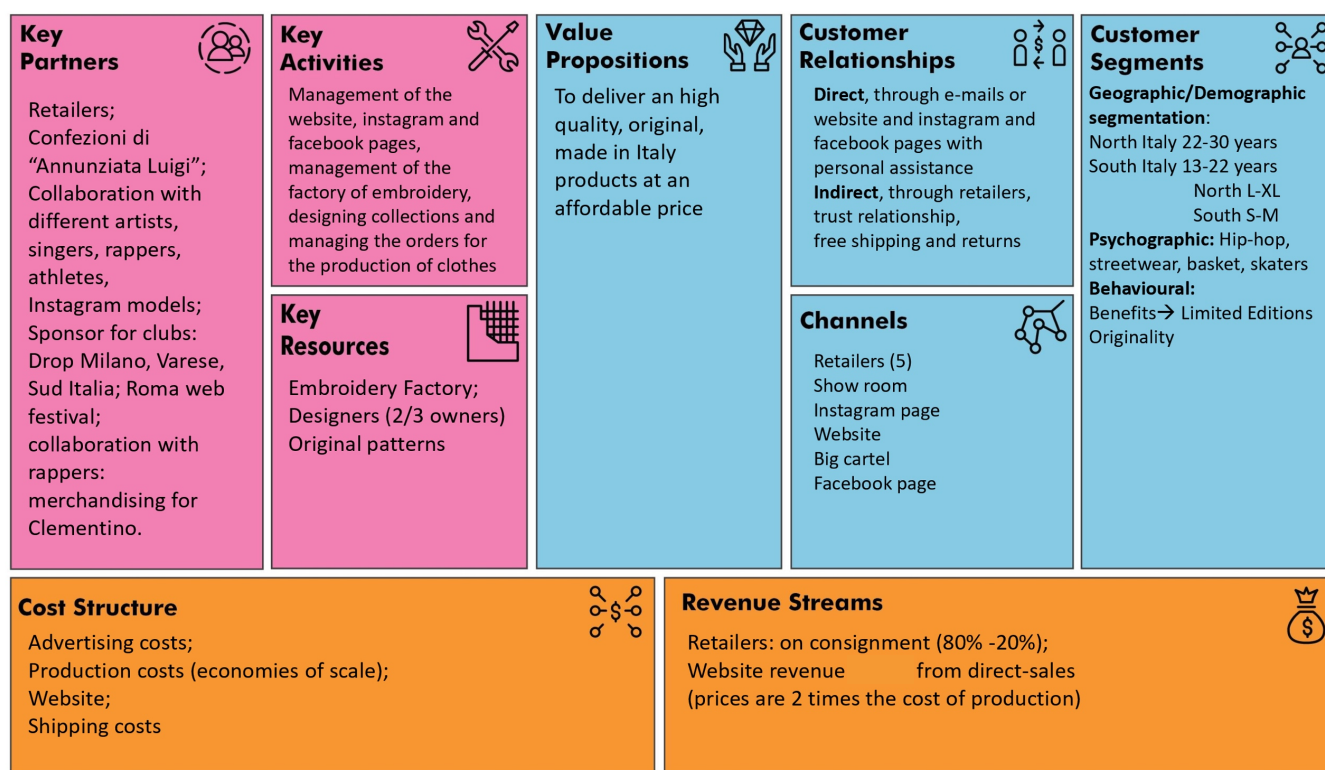 Key
Partners
Retailers;
Confezioni di
“Annunziata Luigi”;
Collaboration with
different artists,
singers, rappers,
athletes,
Instagram models;
Sponsor for clubs:
Drop Milano, Varese,
Sud Italia; Roma web
festival;
collaboration with
rappers:
merchandising for
Clementino.
Key
Activities
Management of the
website, instagram and
facebook pages,
management of the
factory of embroidery,
designing collections and
managing the orders for
the production of clothes
Key
Resources
Embroidery Factory;
Designers (2/3 owners)
Original patterns
Value
Propositions
To deliver an high
quality, original,
made in Italy
products at an
affordable price
Customer
Relationships
$
Direct, through e-mails or
website and instagram and
facebook pages with
personal assistance
Indirect, through retailers,
trust relationship,
free shipping and returns
Channels
Retailers (5)
Show room
Instagram page
Website
Big cartel
Facebook page
Customer
Segments
Geographic/Demographic
segmentation:
North Italy 22-30 years
South Italy 13-22 years
North L-XL
South S-M
Psychographic: Hip-hop,
streetwear, basket, skaters
Behavioural:
Benefits→ Limited Editions
Originality
Cost Structure
$
Advertising costs;
Production costs (economies of scale);
Website;
Shipping costs
Revenue Streams
$
Retailers: on consignment (80% -20%);
Website revenue from direct-sales
(prices are 2 times the cost of production)